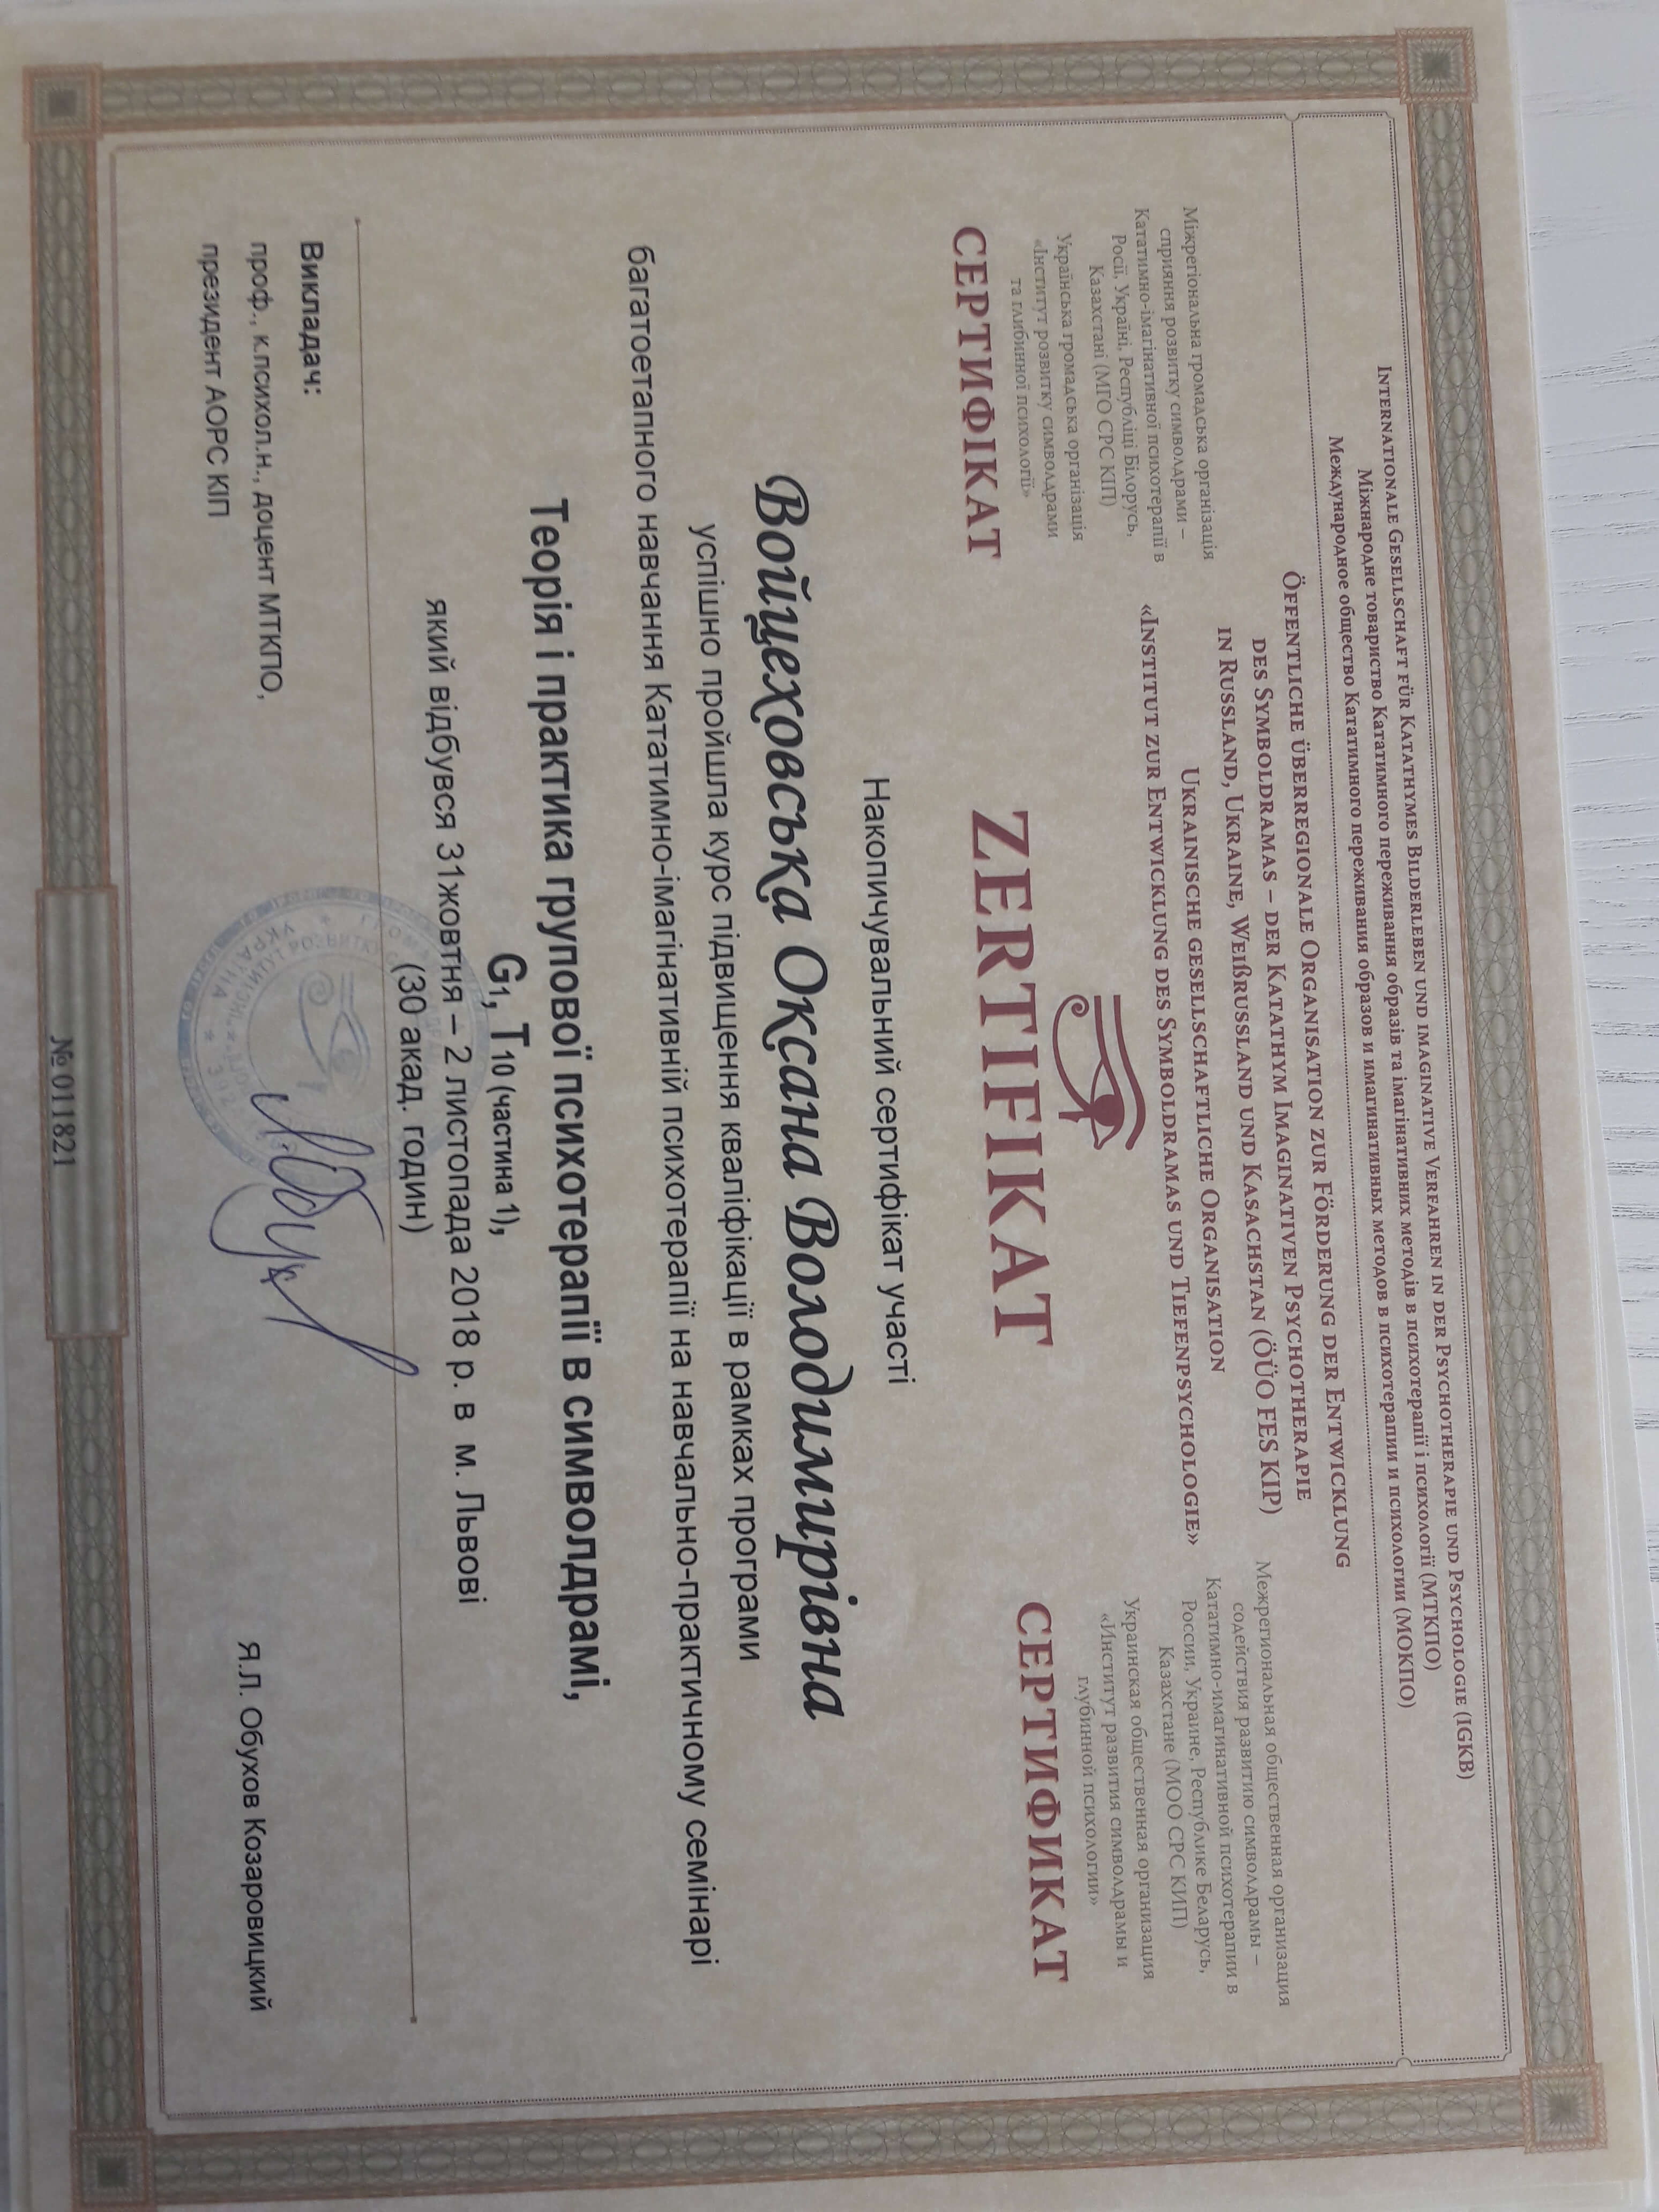 INTERNATIONALE GESELLSCHAFT FÜR KATATHYMES BILDERLEBEN UND IMAGINATIVE VERFAHREN IN DER PSYCHOTHERAPIE UND PSYCHOLOGIE (IGKB)
Міжнародне товариство Кататимного переживання образів та імагінативних методів в психотерапії і психології (МТКПО)
Международное общество Кататимного переживания образов и имагинативных методов в психотерапии и психологии (МОКПО)
Міжрегіональна громадська організація
сприяння розвитку символдрами –
Кататимно-імагінативної психотерапії в
Росії, Україні, Республіці Білорусь,
Казахстані (МГО СРС КІП)
Українська громадська організація
«Інститут розвитку символдрами
та глибинної психології»
СЕРТИФІКАТ
ÖFFENTLICHE ÜBERREGIONALE ORGANISATION ZUR FÖRDERUNG DER ENTWICKLUNG
DES SYMBOLDRAMAS – DER KATATHYM IMAGINATIVEN PSYCHOTHERAPIE
IN RUSSLAND, UKRAINE, WEIßRUSSLAND UND KASACHSTAN (ÖÜO FES KIP)
UKRAINISCHE GESELLSCHAFTLICHE ORGANISATION
«INSTITUT ZUR ENTWICKLUNG DES SYMBOLDRAMAS UND TIEFENPSYCHOLOGIE»
ZERTIFIKAT
Межрегиональная общественная организация
содействия развитию символдрамы –
Кататимно-имагинативной психотерапии в
России, Украине, Республике Беларусь,
Казахстане (МОО СРС КИП)
Украинская общественная организация
«Институт развития символдрамы и
глубинной психологии»
СЕРТИФИКАТ
Накопичувальний сертифікат участі
Войцеховська Оксана Володимирівна
успішно пройшла курс підвищення кваліфікації в рамках програми
багатоетапного навчання Кататимно-імагінативній психотерапії на навчально-практичному семінарі
Теорія і практика групової психотерапії в символдрамі,
G1, T10 (частина 1),
який відбувся 31жовтня – 2 листопада 2018 р. в м. Львові
(30 акад. годин)
Викладач:
проф., к.психол.н., доцент МТКПО,
президент АОРС КІП
Я.Л. Обухов Козаровицкий
УКРАЇНА
№ 011821